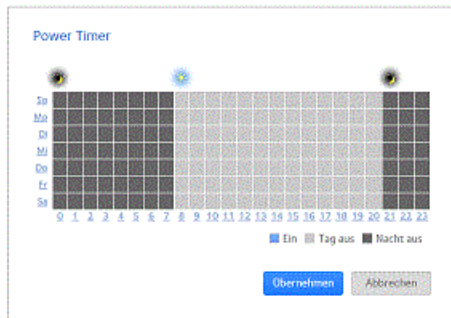 Power Timer
So
Mo
Di
Mi
Do
Fr
Sa
0 1 2 3 4 5 6 7 8 9 10 11 12 13 14 15 16 17 18 19 20 21 22 23
Ein Tag aus Nacht aus
Übernehmen Abbrechen